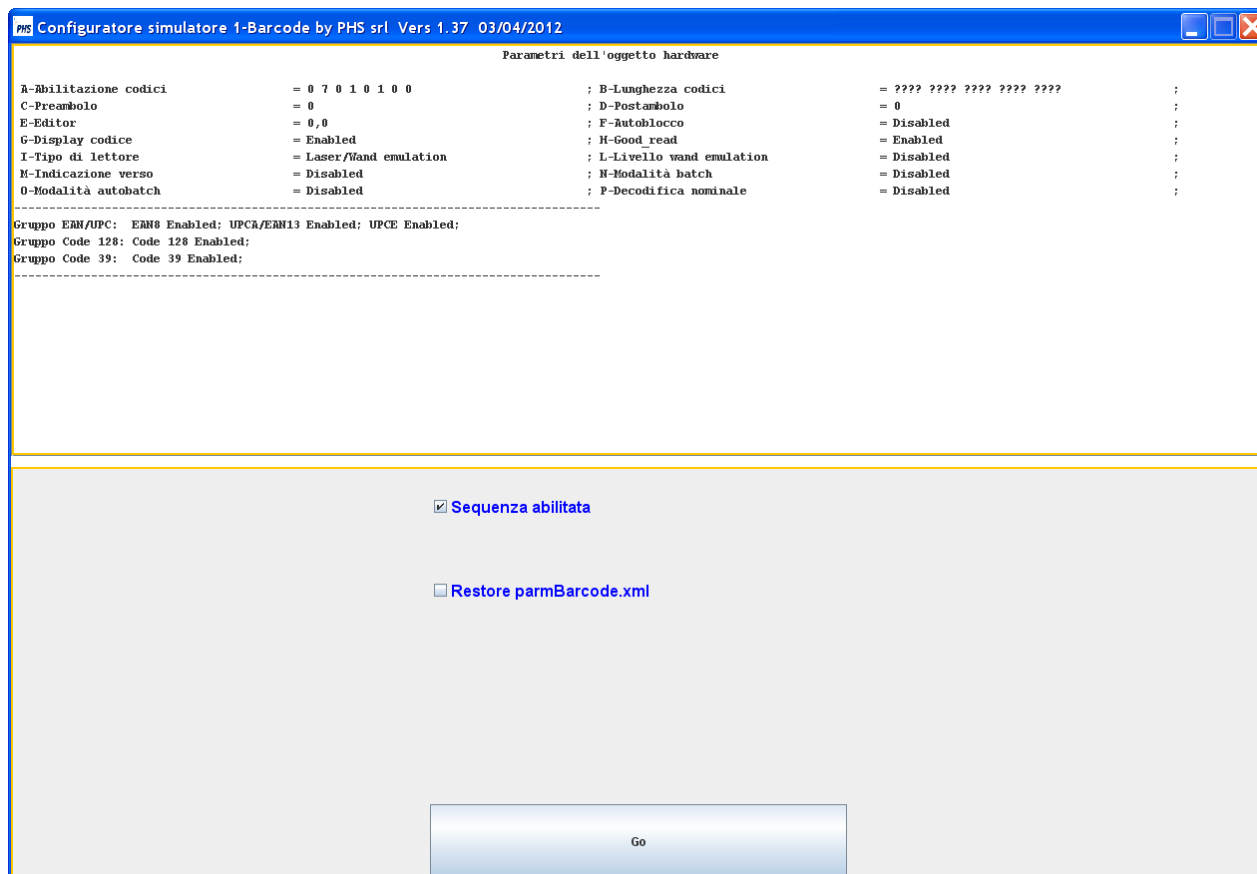 PHS Configuratore simulatore 1-Barcode by PHS srl Vers 1.37 03/04/2012
Parametri dell'oggetto hardware
A-Abilitazione codici = 0 7 0 1 0 1 0 0 ; B-Lunghezza codici = ???? ???? ???? ???? ???? ;
C-Preambolo = 0 ; D-Postambolo = 0 ;
E-Editor = 0,0 ; F-Autoblocco = Disabled ;
G-Display codice = Enabled ; H-Good_read = Enabled ;
I-Tipo di lettore = Laser/Wand emulation ; L-Livello wand emulation = Disabled ;
M-Indicazione verso = Disabled ; N-Modalità batch = Disabled ;
O-Modalità autobatch = Disabled ; P-Decodifica nominale = Disabled ;
------------------------------------------------------------------------------------
Gruppo EAN/UPC: EAN8 Enabled; UPCA/EAN13 Enabled; UPCE Enabled;
Gruppo Code 128: Code 128 Enabled;
Gruppo Code 39: Code 39 Enabled;
------------------------------------------------------------------------------------
Sequenza abilitata
Restore parmBarcode.xml
Go